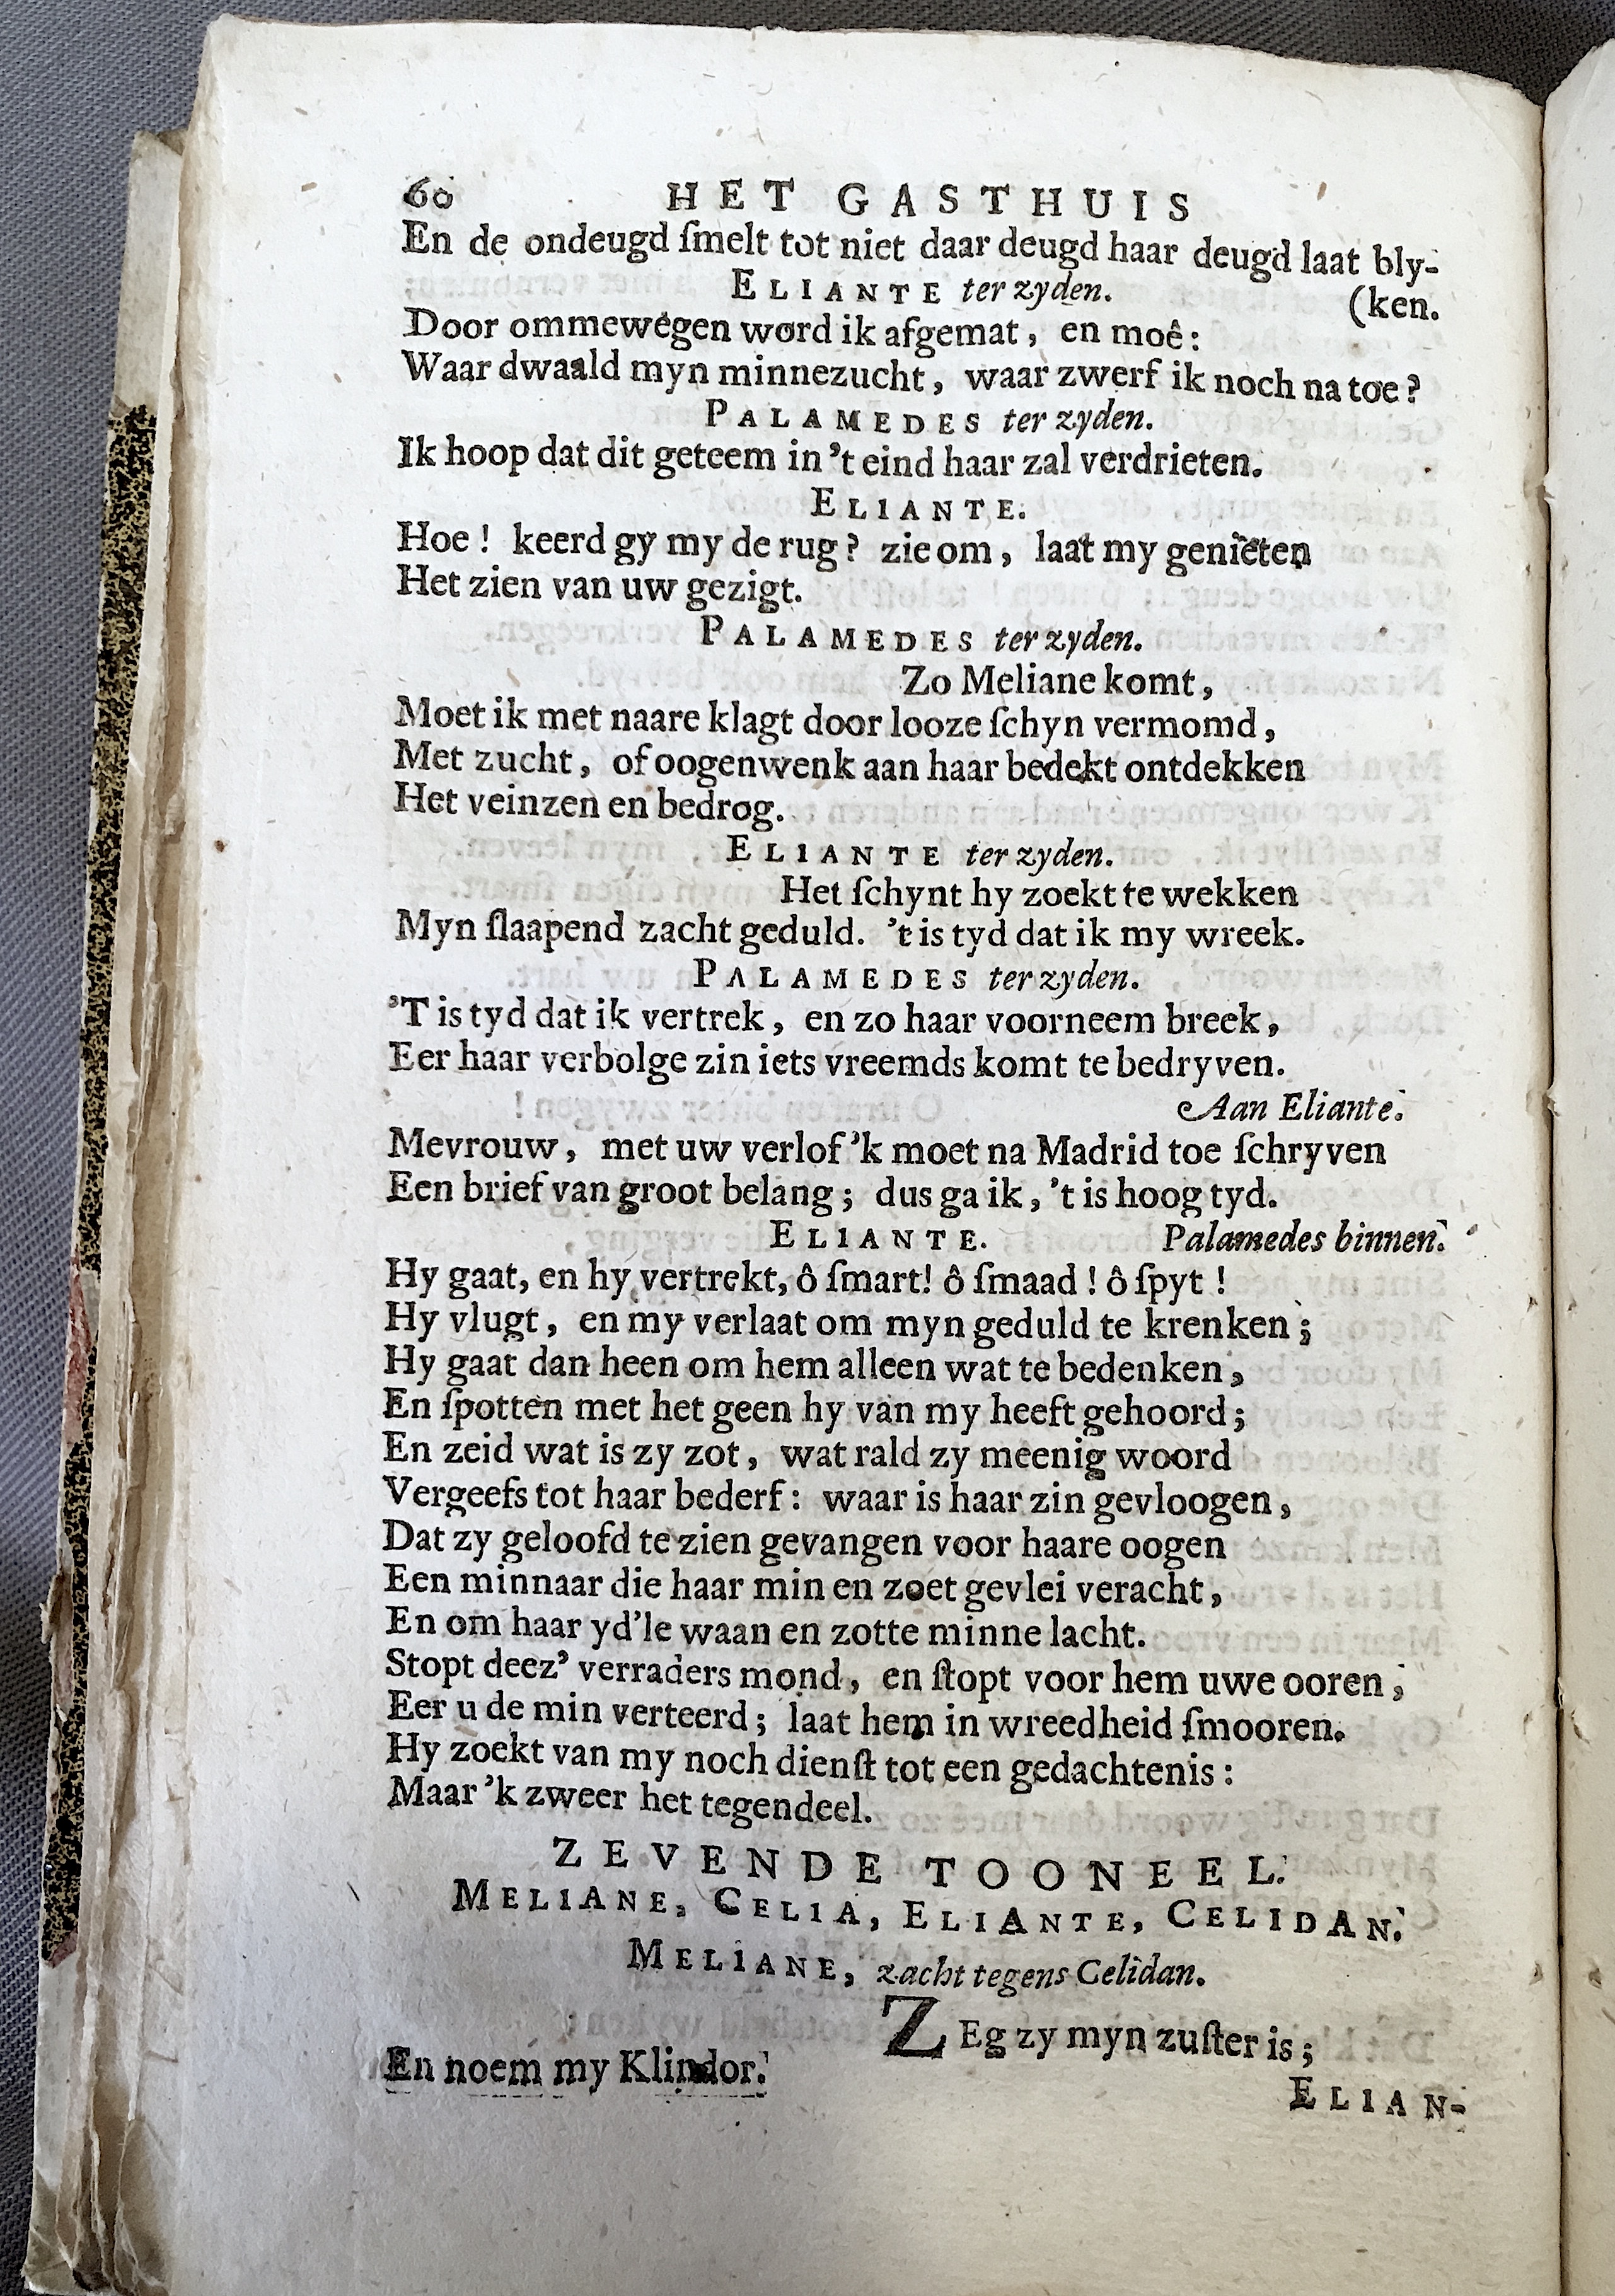 60 HET GASTHUIS
En de ondeugd ſmelt tot niet daar deugd haar deugd laat bly-
ELIANTE ter zyden. (ken.
Door ommewegen word ik afgemat, en moê:
Waar dwaald myn minnezucht, waar zwerf ik noch na toe?
PALAMEDES ter zyden.
Ik hoop dat dit geteem in 't eind haar zal verdrieten.
ELIANTE.
Hoe! keerd gy my de rug? zie om, laat my genieten
Het zien van uw gezigt.
PALAMEDES ter zyden.
Zo Meliane komt,
Moet ik met naare klagt door looze ſchyn vermomd,
Met zucht, of oogenwenk aan haar bedekt ontdekken
Het veinzen en bedrog.
ELIANTE ter zyden.
Het ſchynt hy zoekt te wekken
Myn ſlaapend zacht geduld. 't is tyd dat ik my wreek.
PALAMEDES ter zyden.
'T is tyd dat ik vertrek, en zo haar voorneem breek,
Eer haar verbolge zin iets vreemds komt te bedryven.
Aan Eliante.
Mevrouw, met uw verlof 'k moet na Madrid toe ſchryven
Een brief van groot belang; dus ga ik, 't is hoog tyd.
ELIANTE. Palamedes binnen.
Hy gaat, en hy vertrekt, ô ſmart! ô ſmaad! ô ſpyt!
Hy vlugt, en my verlaat om myn geduld te krenken;
Hy gaat dan heen om hem alleen wat te bedenken,
En ſpotten met het geen hy van my heeft gehoord;
En zeid wat is zy zot, wat rald zy meenig woord
Vergeefs tot haar bederf: waar is haar zin gevloogen,
Dat zy geloofd te zien gevangen voor haare oogen
Een minnaar die haar min en zoet gevlei veracht,
En om haar yd'le waan en zotte minne lacht.
Stopt deez' verraders mond, en ſtopt voor hem uwe ooren;
Eer u de min verteerd; laat hem in wreedheid ſmooren.
Hy zoekt van my noch dienſt tot een gedachtenis:
Maar 'k zweer het tegendeel.
ZEVENDE TOONEEL.
MELIANE, CELIA, ELIANTE, CELIDAN.
MELIANE, zacht tegens Celidan.
ZEg zy myn zuſter is;
En noem my Klindor.
ELIAN-